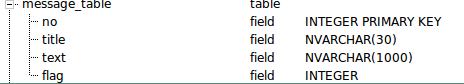 message_table table
no field INTEGER PRIMARY KEY
title field NVARCHAR(30)
text field NVARCHAR(1000)
flag field INTEGER